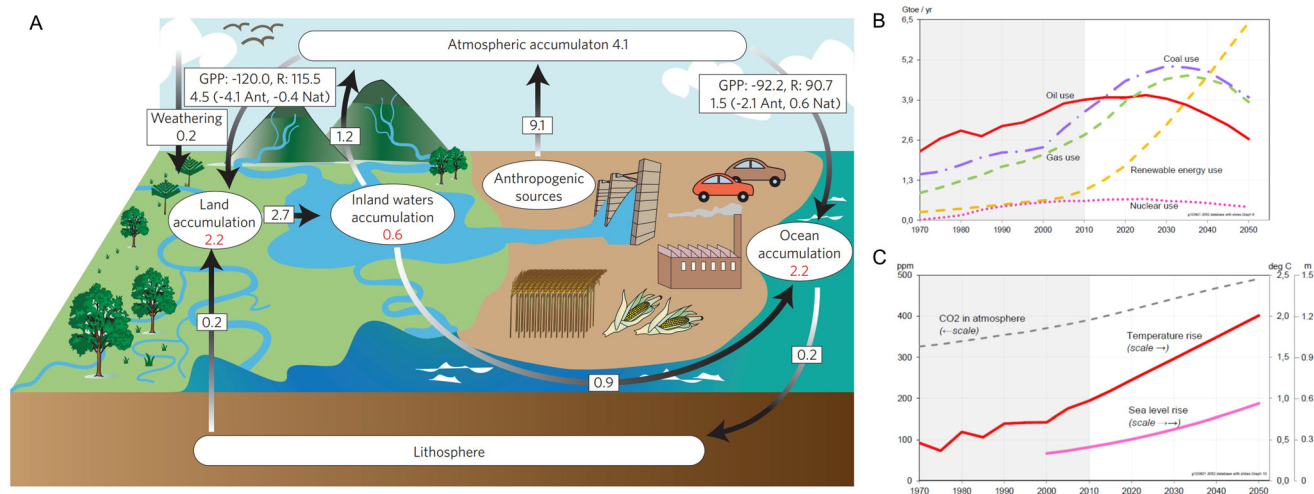 A
Atmospheric accumulaton 4.1
GPP: -120.0, R: 115.5
4.5 (-4.1 Ant, -0.4 Nat)
GPP: -92.2, R: 90.7
1.5 (-2.1 Ant, 0.6 Nat)
Weathering
0.2
1.2
9.1
Anthropogenic
sources
Land
accumulation
2.2
2.7
Inland waters
accumulation
0.6
Ocean
accumulation
2.2
0.2
0.9
0.2
Lithosphere
B
Gtoe / yr
6,5
5,2
3,9
2,6
1,3
0,0
Coal use
Oil use
Gas use
Renewable energy use
Nuclear use
1970 1980 1990 2000 2010 2020 2030 2040 2050
C
ppm
deg C
m
500
400
300
200
100
0
2,5
2,0
1,2
1,0
0,0
1.5
1.2
0.9
0.6
0.3
0
CO2 in atmosphere
(←scale)
Temperature rise
(scale →)
Sea level rise
(scale →→)
1970 1980 1990 2000 2010 2020 2030 2040 2050